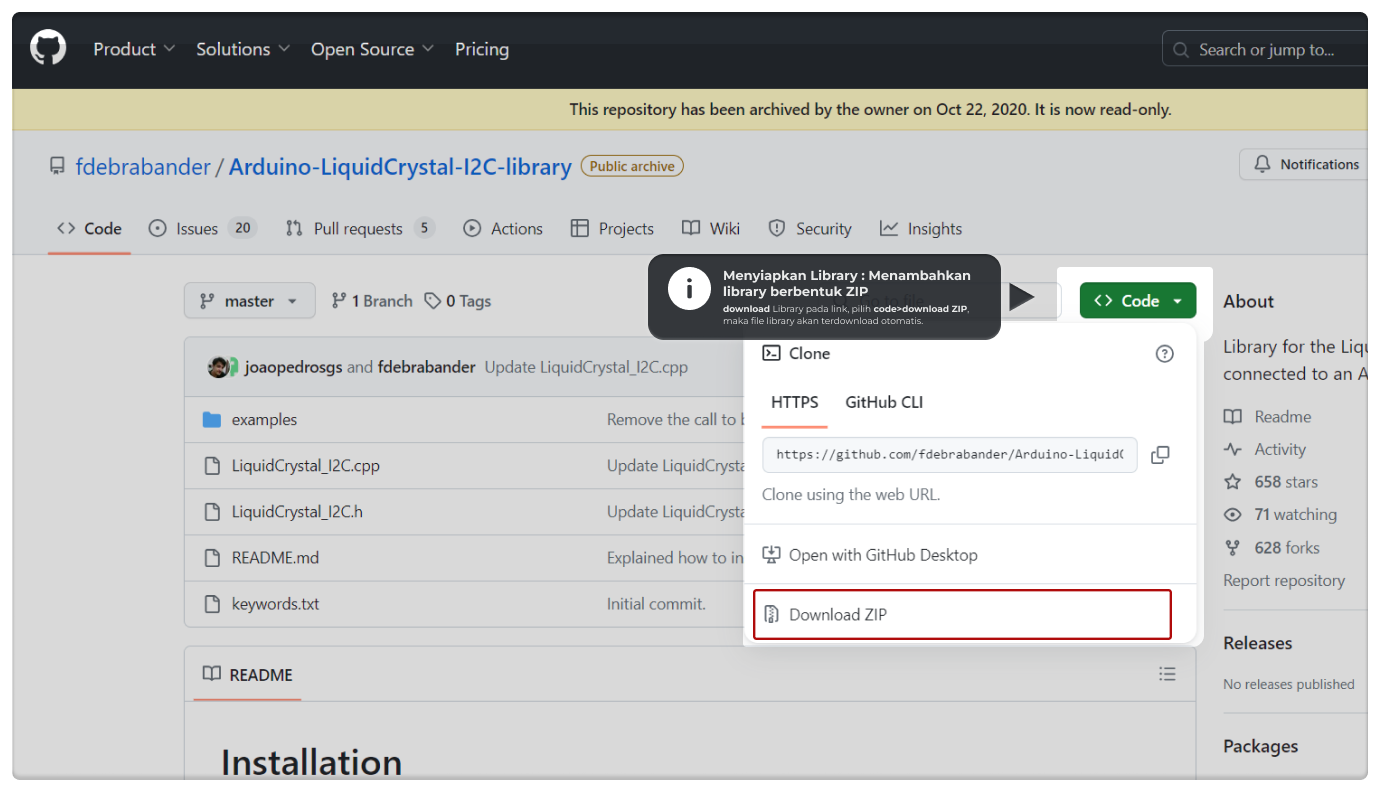 Product Solutions Open Source Pricing Search or jump to...
This repository has been archived by the owner on Oct 22, 2020. It is now read-only.
fdebrabander / Arduino-LiquidCrystal-I2C-library Public archive Notifications
Code Issues 20 Pull requests 5 Actions Projects Wiki Security Insights
Menyiapkan Library : Menambahkan
library berbentuk ZIP
download Library pada link, pilih code>download ZIP,
maka file library akan terdownload otomatis.
master 1 Branch 0 Tags Go to file Code
joaopedrosgs and fdebrabander Update LiquidCrystal_I2C.cpp
examples Remove the call to
LiquidCrystal_I2C.cpp Update LiquidCrysta
LiquidCrystal_I2C.h Update LiquidCrysta
README.md Explained how to in
keywords.txt Initial commit.
Clone
HTTPS GitHub CLI
https://github.com/fdebrabander/Arduino-Liquid
Clone using the web URL.
Open with GitHub Desktop
Download ZIP
README
Installation
About
Library for the Liqu
connected to an A
Readme
Activity
658 stars
71 watching
628 forks
Report repository
Releases
No releases published
Packages